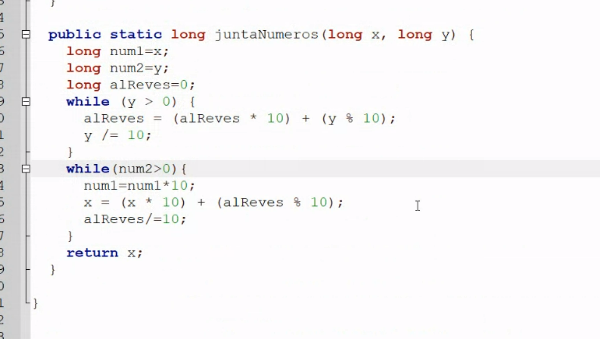 }
public static long juntaNumeros(long x, long y) {
long num1=x;
long num2=y;
long alReves=0;
while (y > 0) {
alReves = (alReves * 10) + (y % 10);
y /= 10;
}
while(num2>0){
num1=num1*10;
x = (x * 10) + (alReves % 10);
alReves/=10;
}
return x;
}
}